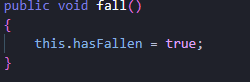 public void fall()
{
    this.hasFallen = true;
}